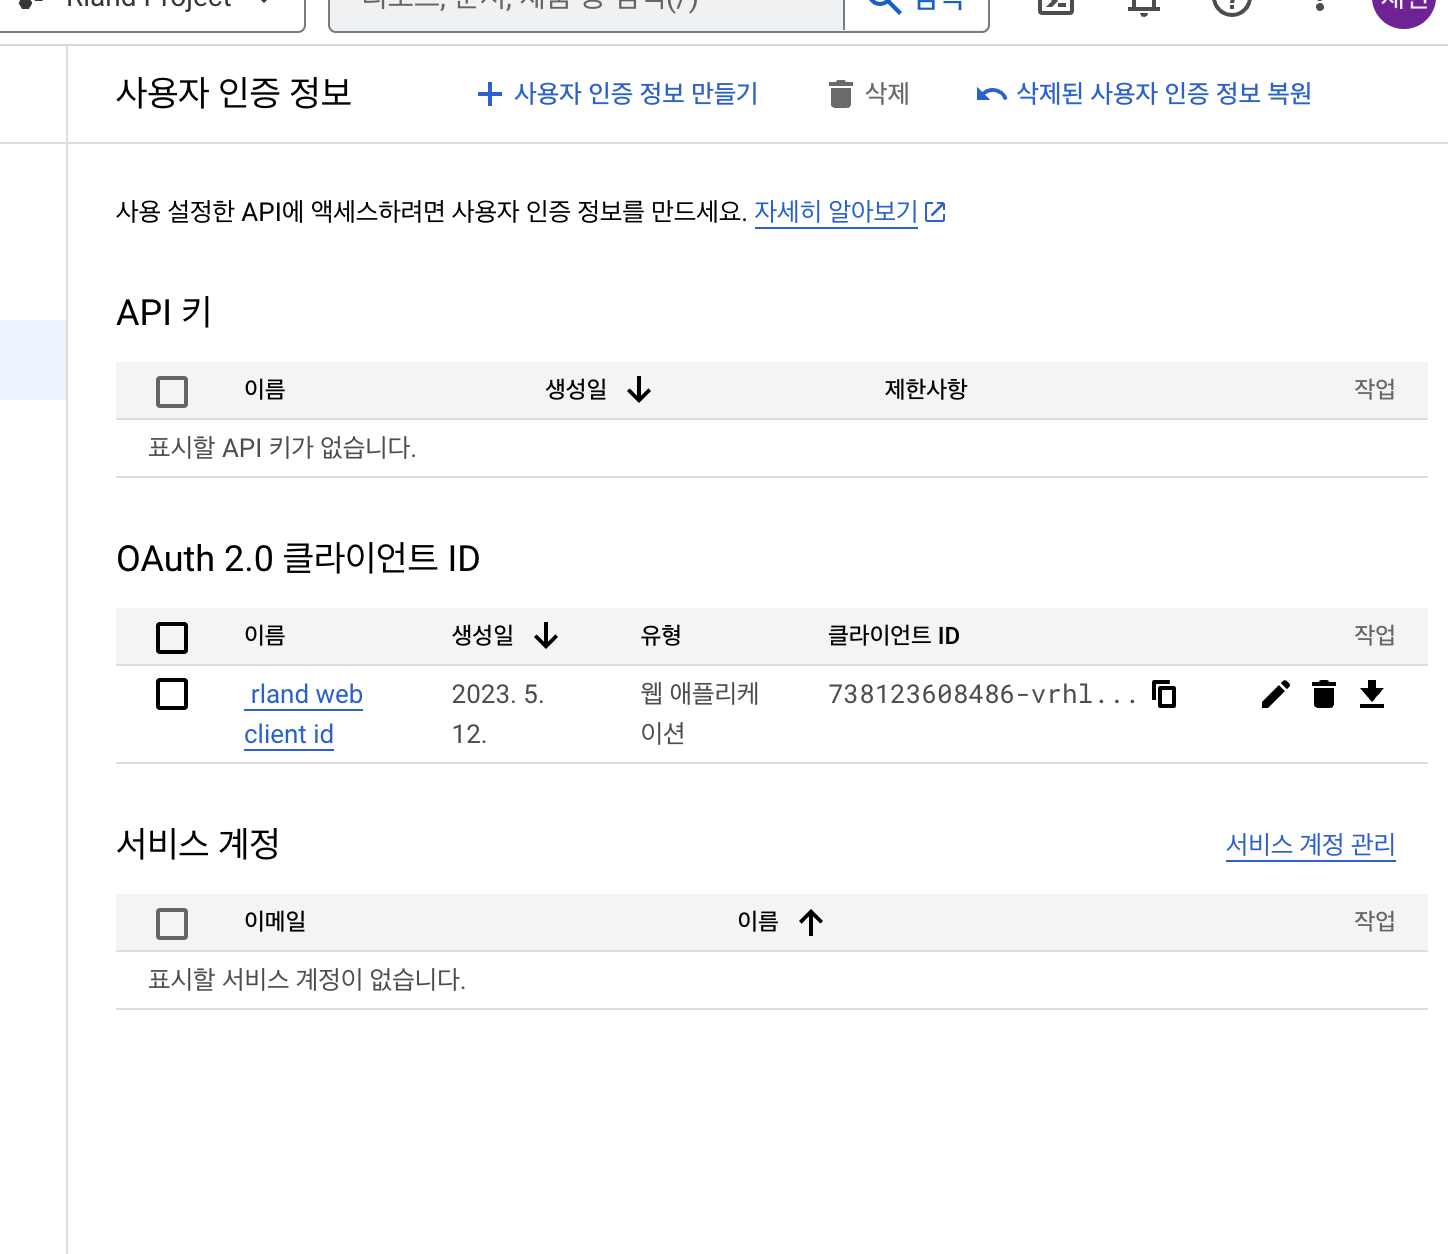 Rland Project
검색
사용자 인증 정보
사용자 인증 정보 만들기
삭제
삭제된 사용자 인증 정보 복원
사용 설정한 API에 액세스하려면 사용자 인증 정보를 만드세요. 자세히 알아보기
API 키
이름 생성일 제한사항 작업
표시할 API 키가 없습니다.
OAuth 2.0 클라이언트 ID
이름 생성일 유형 클라이언트 ID 작업
rland web
client id
2023. 5.
12.
웹 애플리케
이션
738123608486-vrhl...
서비스 계정
서비스 계정 관리
이메일 이름 작업
표시할 서비스 계정이 없습니다.